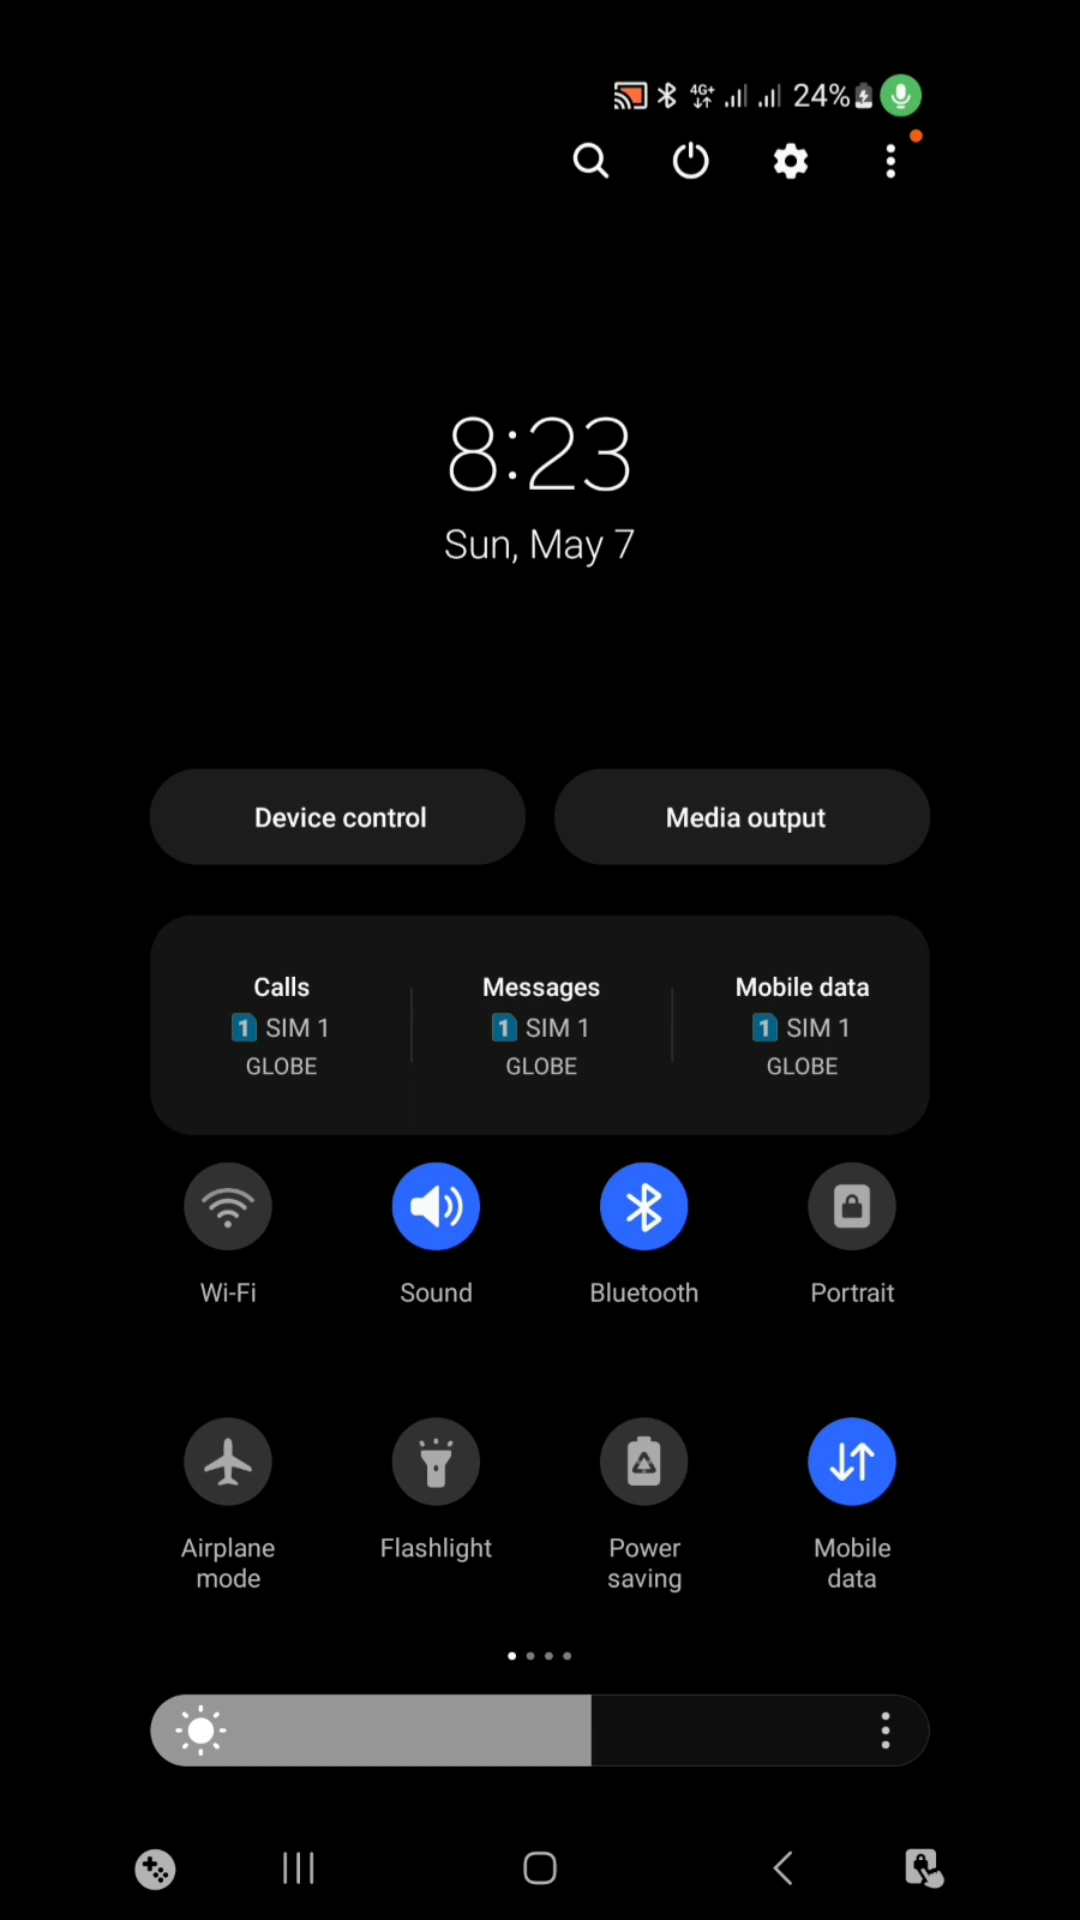 4G+ 24%
8:23
Sun, May 7
Device control Media output
Calls Messages Mobile data
1 SIM 1 1 SIM 1 1 SIM 1
GLOBE GLOBE GLOBE
Wi-Fi Sound Bluetooth Portrait
Airplane mode Flashlight Power saving Mobile data